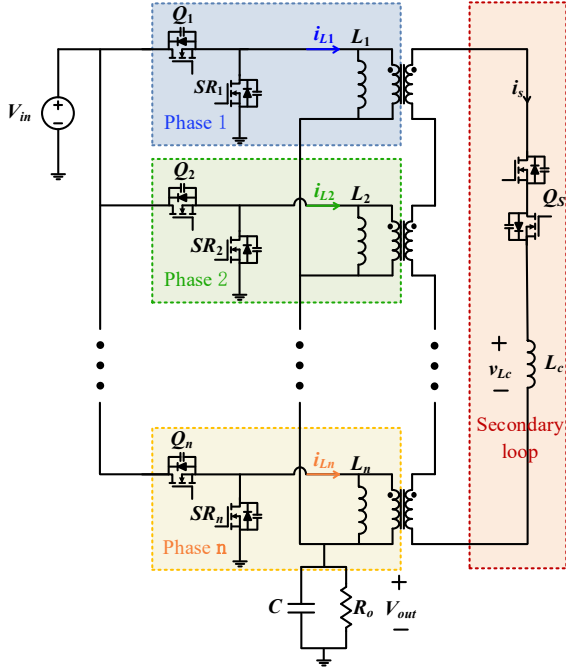 Q1
iL1
L1
SR1
is
Vin
Phase 1
Q2
iL2
L2
QS
SR2
Phase 2
+
vLc
−
Lc
Qn
iLn
Ln
Secondary
loop
SRn
Phase n
C
Ro
+
Vout
−